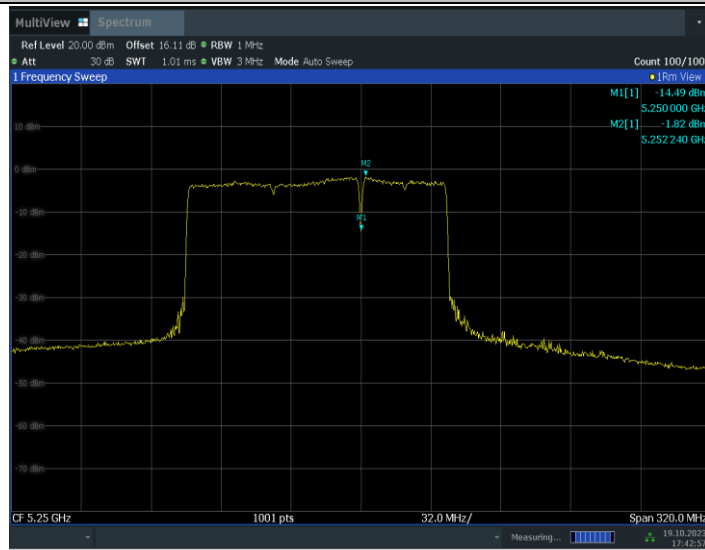 MultiView Spectrum
Ref Level 20.00 dBm Offset 16.11 dB RBW 1 MHz
Att 30 dB SWT 1.01 ms VBW 3 MHz Mode Auto Sweep Count 100/100
1 Frequency Sweep 1Rm View
M1[1] -14.49 dBm
5.250 000 GHz
M2[1] -1.82 dBm
5.252 240 GHz
10 dBm
0 dBm
M2
-10 dBm
M1
-20 dBm
-30 dBm
-40 dBm
-50 dBm
-60 dBm
-70 dBm
CF 5.25 GHz 1001 pts 32.0 MHz/ Span 320.0 MHz
Measuring... 19.10.2023
17:42:57